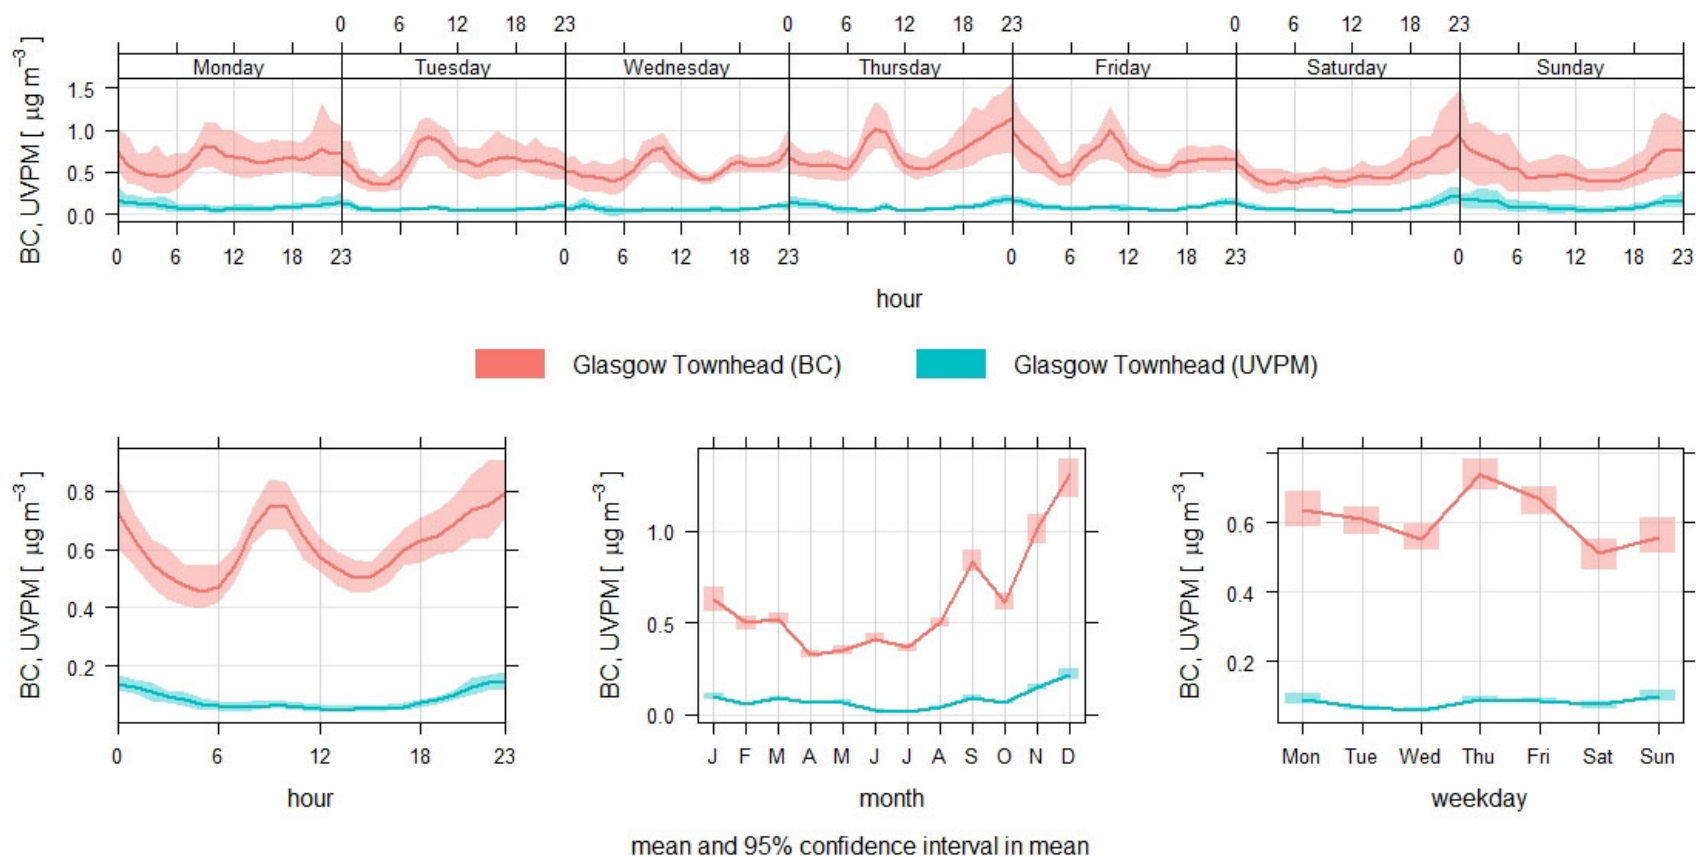 0 6 12 18 23 0 6 12 18 23 0 6 12 18 23
Monday Tuesday Wednesday Thursday Friday Saturday Sunday
BC, UVPM [ μg m⁻³ ]
1.5
1.0
0.5
0.0
0 6 12 18 23 0 6 12 18 23 0 6 12 18 23 0 6 12 18 23
hour
Glasgow Townhead (BC) Glasgow Townhead (UVPM)
BC, UVPM [ μg m⁻³ ]
0.8
0.6
0.4
0.2
0 6 12 18 23
hour
BC, UVPM [ μg m⁻³ ]
1.0
0.5
0.0
J F M A M J J A S O N D
month
BC, UVPM [ μg m⁻³ ]
0.6
0.4
0.2
Mon Tue Wed Thu Fri Sat Sun
weekday
mean and 95% confidence interval in mean